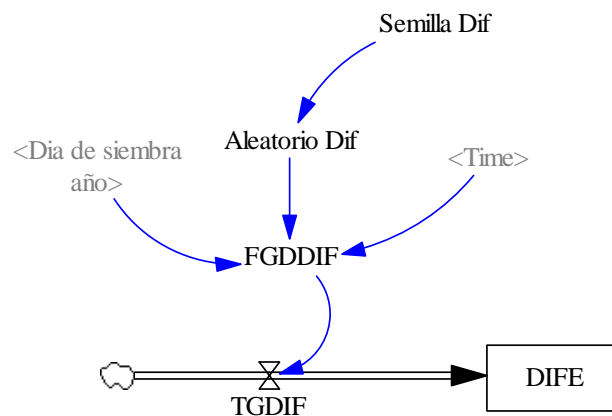 Semilla Dif
Aleatorio Dif
<Dia de siembra
año>
<Time>
FGDDIF
TGDIF
DIFE